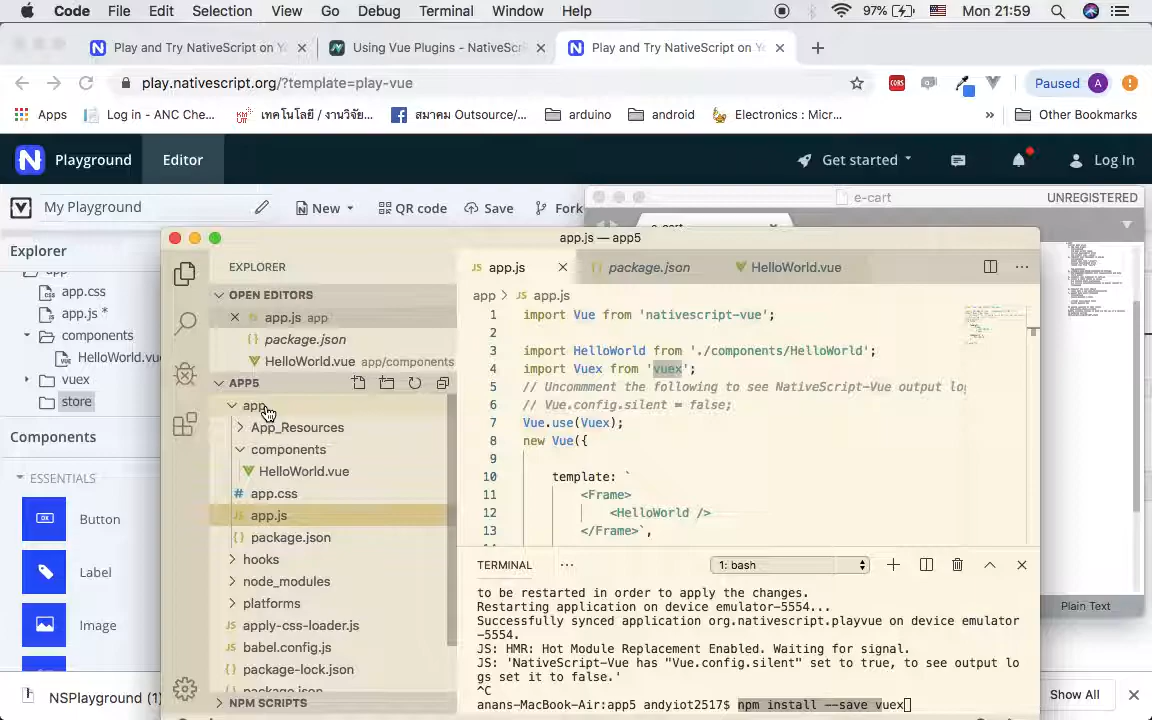 Code File Edit Selection View Go Debug Terminal Window Help 97% Mon 21:59
Play and Try NativeScript on Y Using Vue Plugins - NativeScr Play and Try NativeScript on Y
play.nativescript.org/?template=play-vue CORS Paused A
Apps Log in - ANC Che... เทคโนโลยี / งานวิจัย... สมาคม Outsource/... arduino android Electronics : Micr... » Other Bookmarks
N Playground Editor Get started Log In
My Playground New QR code Save Fork
e-cart UNREGISTERED
Explorer
app
app.css
app.js *
components
HelloWorld.vu
vuex
store
Components
ESSENTIALS
Button
Label
Image
app.js — app5
EXPLORER
OPEN EDITORS
app.js app
package.json
HelloWorld.vue app/components
APP5
app
App_Resources
components
HelloWorld.vue
app.css
app.js
package.json
hooks
node_modules
platforms
apply-css-loader.js
babel.config.js
package-lock.json
package.json
NPM SCRIPTS
JS app.js package.json HelloWorld.vue
app > JS app.js
1 import Vue from 'nativescript-vue';
2
3 import HelloWorld from './components/HelloWorld';
4 import Vuex from 'vuex';
5 // Uncommment the following to see NativeScript-Vue output log
6 // Vue.config.silent = false;
7 Vue.use(Vuex);
8 new Vue({
9
10 template: `
11 <Frame>
12 <HelloWorld />
13 </Frame>`,
TERMINAL ... 1: bash
to be restarted in order to apply the changes.
Restarting application on device emulator-5554...
Successfully synced application org.nativescript.playvue on device emulator
-5554.
JS: HMR: Hot Module Replacement Enabled. Waiting for signal.
JS: 'NativeScript-Vue has "Vue.config.silent" set to true, to see output lo
gs set it to false.'
^C
anans-MacBook-Air:app5 andyiot2517$ npm install --save vuex
Plain Text
NSPlayground (1) Show All